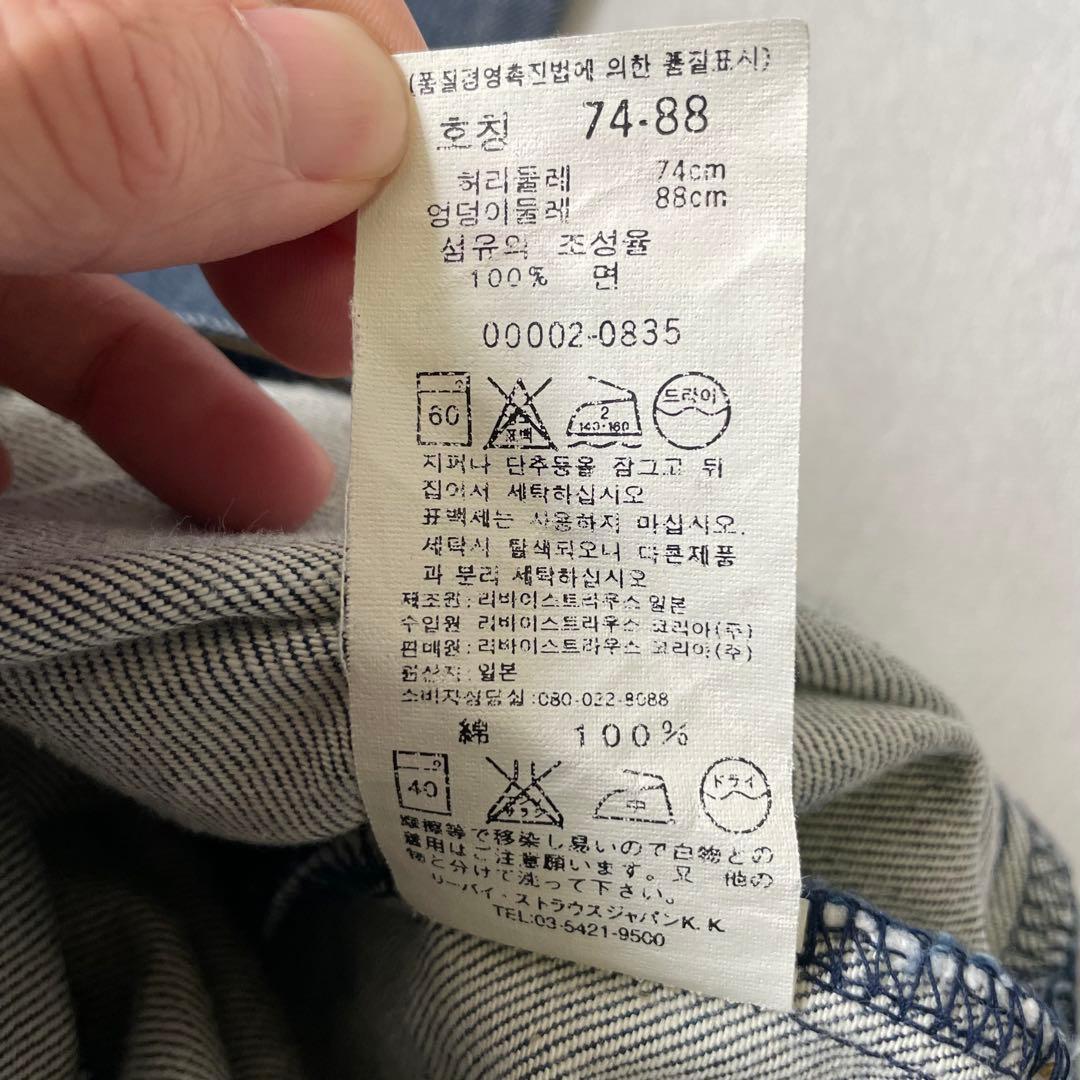 (품질경영촉진법에 의한 품질표시)
호칭 74-88
허리둘레 74cm
엉덩이둘레 88cm
섬유의 조성율
100% 면
00002-0835
60
표백
2
140-160
드라이
지퍼나 단추등을 잠그고 뒤
집어서 세탁하십시오
표백제는 사용하지 마십시오.
세탁시 탈색되오니 다른제품
과 분리 세탁하십시오
제조원:리바이스트라우스 일본
수입원 리바이스트라우스 코리아(주)
판매원:리바이스트라우스 코리아(주)
원산지:일본
소비자상담실:080-022-8088
綿 100%
40
サラシ
中
ドライ
摩擦等で移染し易いので白物との
着用はご注意願います。又 他の
物と分けて洗って下さい。
リーバイ・ストラウスジャパンK.K
TEL:03-5421-9500